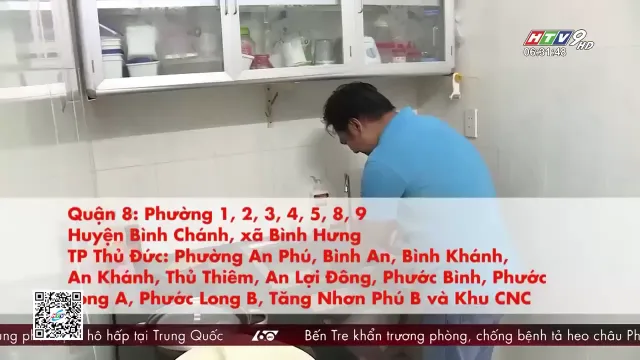 HTV9 HD
06:31:48
Quận 8: Phường 1, 2, 3, 4, 5, 8, 9
Huyện Bình Chánh, xã Bình Hưng
TP Thủ Đức: Phường An Phú, Bình An, Bình Khánh,
An Khánh, Thủ Thiêm, An Lợi Đông, Phước Bình, Phước
Long A, Phước Long B, Tăng Nhơn Phú B và Khu CNC
hô hấp tại Trung Quốc 60 Bến Tre khẩn trương phòng, chống bệnh tả heo châu